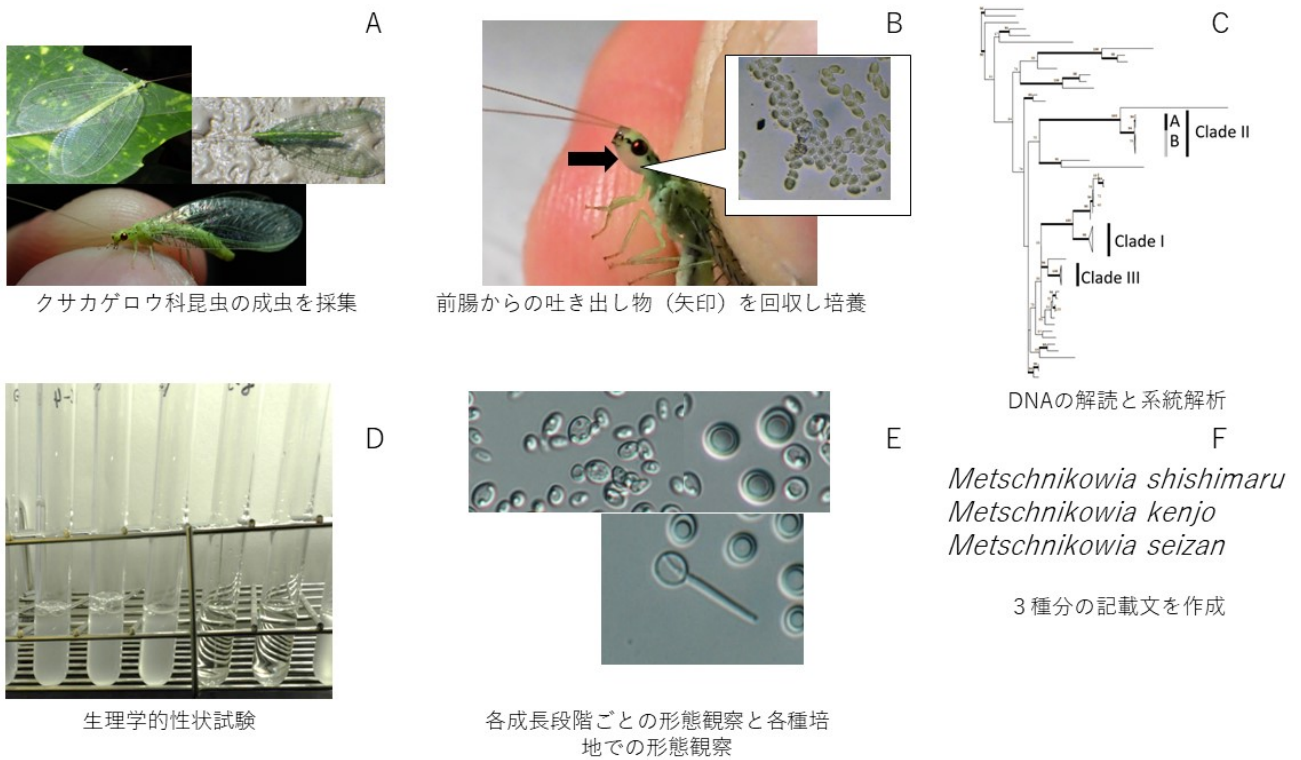 A
クサカゲロウ科昆虫の成虫を採集
B
前腸からの吐き出し物（矢印）を回収し培養
C
A
B
Clade II
Clade I
Clade III
DNAの解読と系統解析
D
生理学的性状試験
E
各成長段階ごとの形態観察と各種培
地での形態観察
F
Metschnikowia shishimaru
Metschnikowia kenjo
Metschnikowia seizan
３種分の記載文を作成